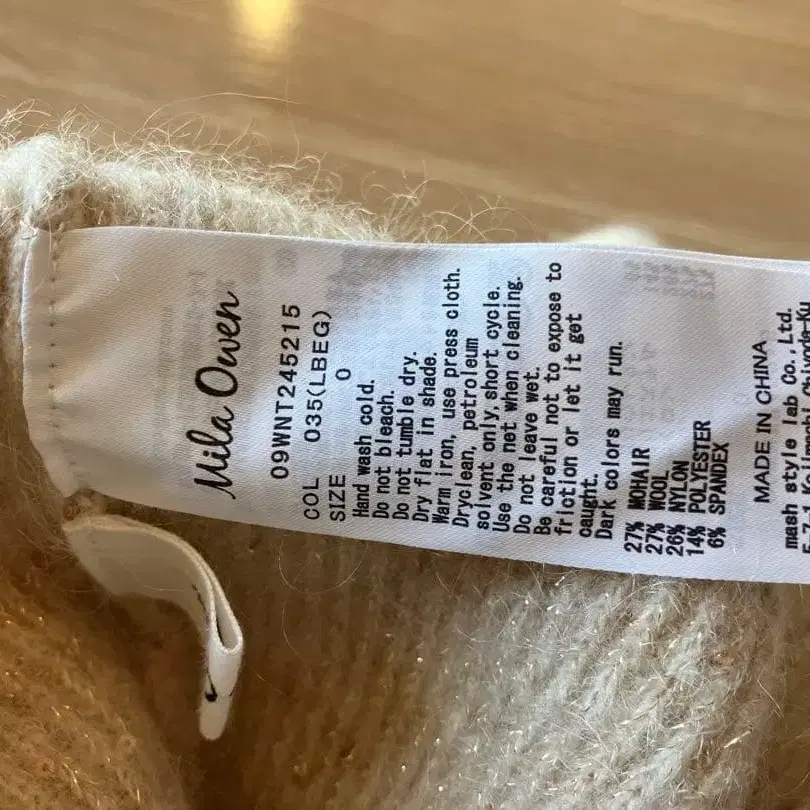 Mila Owen
09WNT245215
COL 035(LBEG)
SIZE 0
Hand wash cold.
Do not bleach.
Do not tumble dry.
Dry flat in shade.
Warm iron, use press cloth.
Dryclean, petroleum
solvent only, short cycle.
Use the net when cleaning.
Do not leave wet.
Be careful not to expose to
friction or let it get
caught.
Dark colors may run.
27% MOHAIR
27% WOOL
26% NYLON
14% POLYESTER
6% SPANDEX
MADE IN CHINA
mash style lab Co., Ltd.